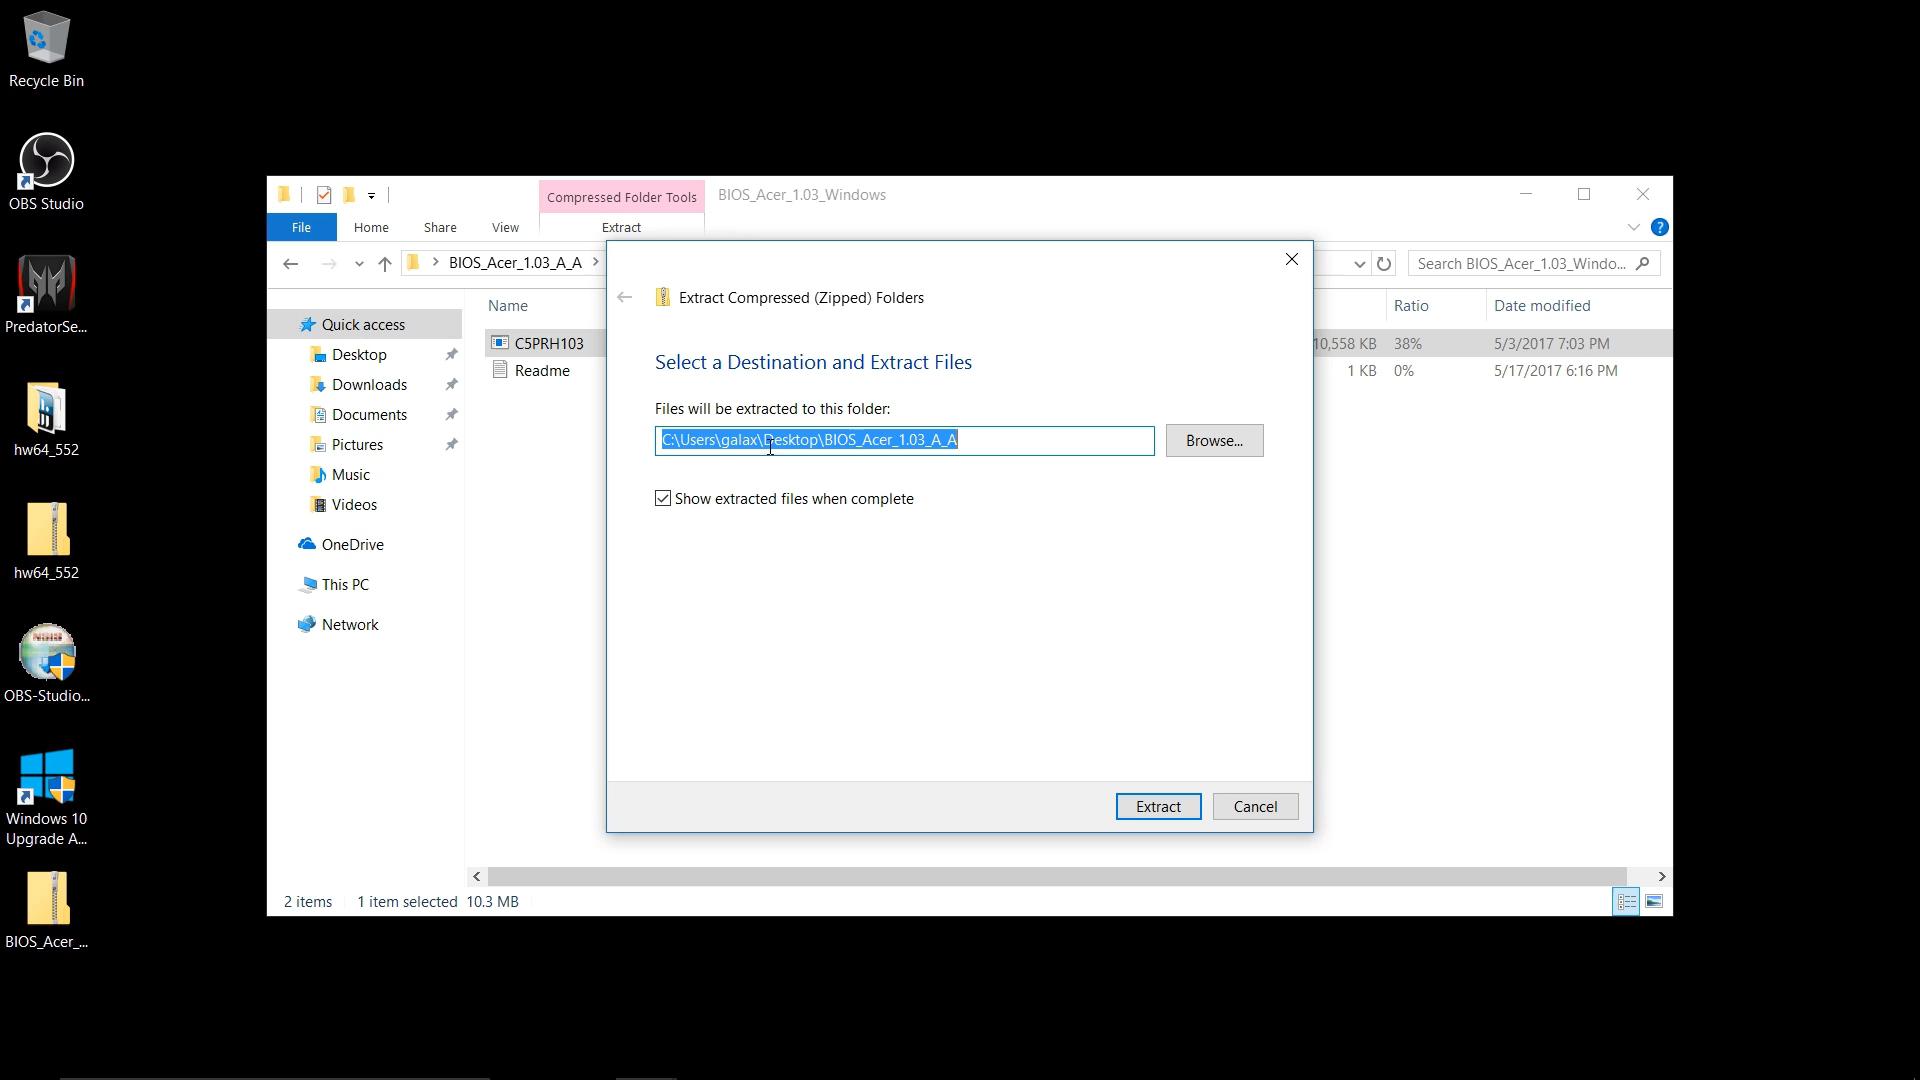 Recycle Bin
OBS Studio
PredatorSe...
hw64_552
hw64_552
NSIS
OBS-Studio...
Windows 10
Upgrade A...
BIOS_Acer_...
Compressed Folder Tools
BIOS_Acer_1.03_Windows
File Home Share View Extract
BIOS_Acer_1.03_A_A
Search BIOS_Acer_1.03_Windo...
Name Ratio Date modified
C5PRH103 10,558 KB 38% 5/3/2017 7:03 PM
Readme 1 KB 0% 5/17/2017 6:16 PM
Quick access
Desktop
Downloads
Documents
Pictures
Music
Videos
OneDrive
This PC
Network
Extract Compressed (Zipped) Folders
Select a Destination and Extract Files
Files will be extracted to this folder:
C:\Users\galax\Desktop\BIOS_Acer_1.03_A_A
Browse...
Show extracted files when complete
Extract Cancel
2 items 1 item selected 10.3 MB